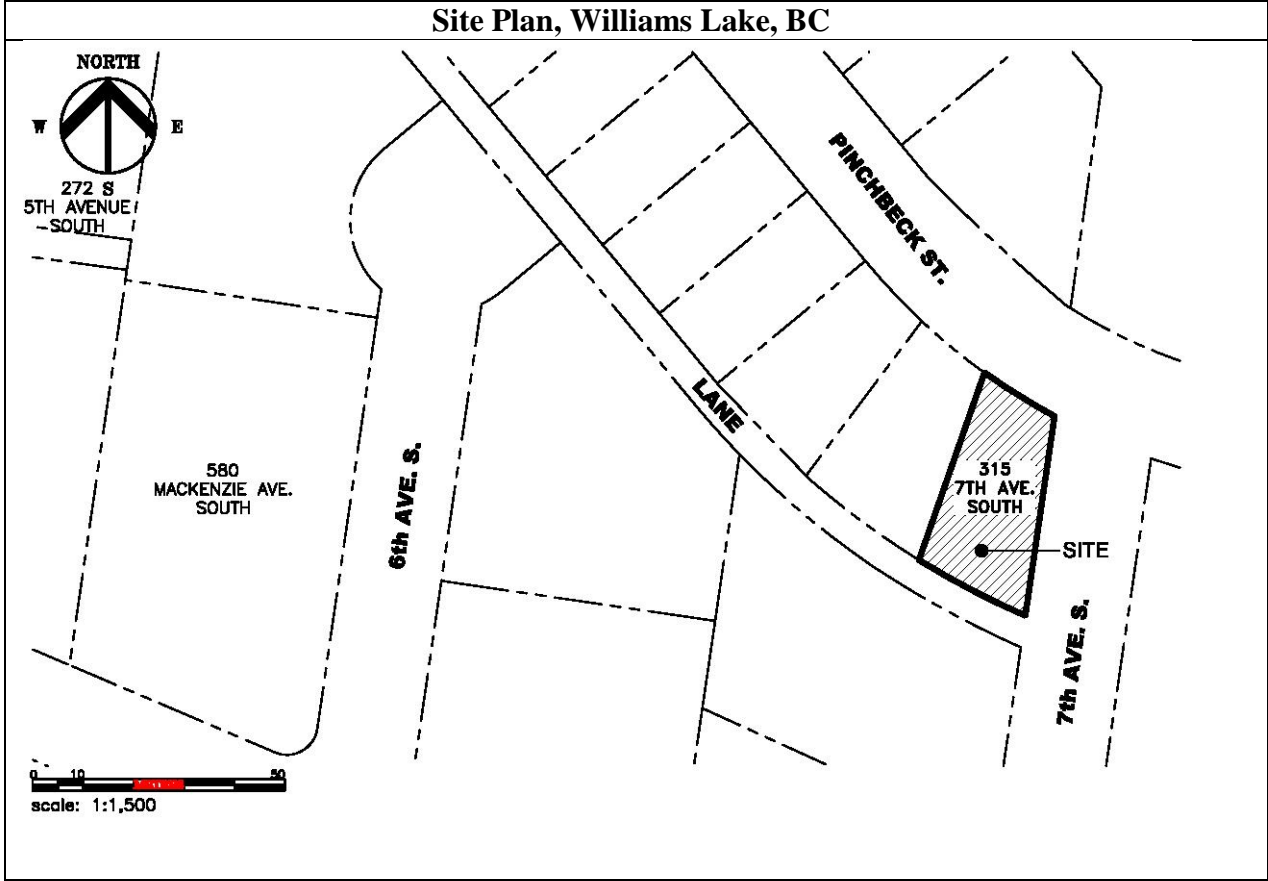 Site Plan, Williams Lake, BC
NORTH
W
E
272 S
5TH AVENUE
SOUTH
PINCHBECK ST.
LANE
580
MACKENZIE AVE.
SOUTH
6th AVE. S.
315
7TH AVE.
SOUTH
SITE
7th AVE. S.
0 10 50
scale: 1:1,500